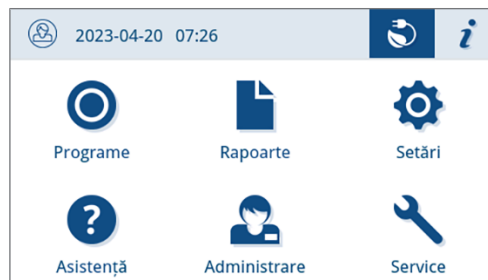 2023-04-20 07:26
i
Programe Rapoarte Setări
?
Asistență Administrare Service